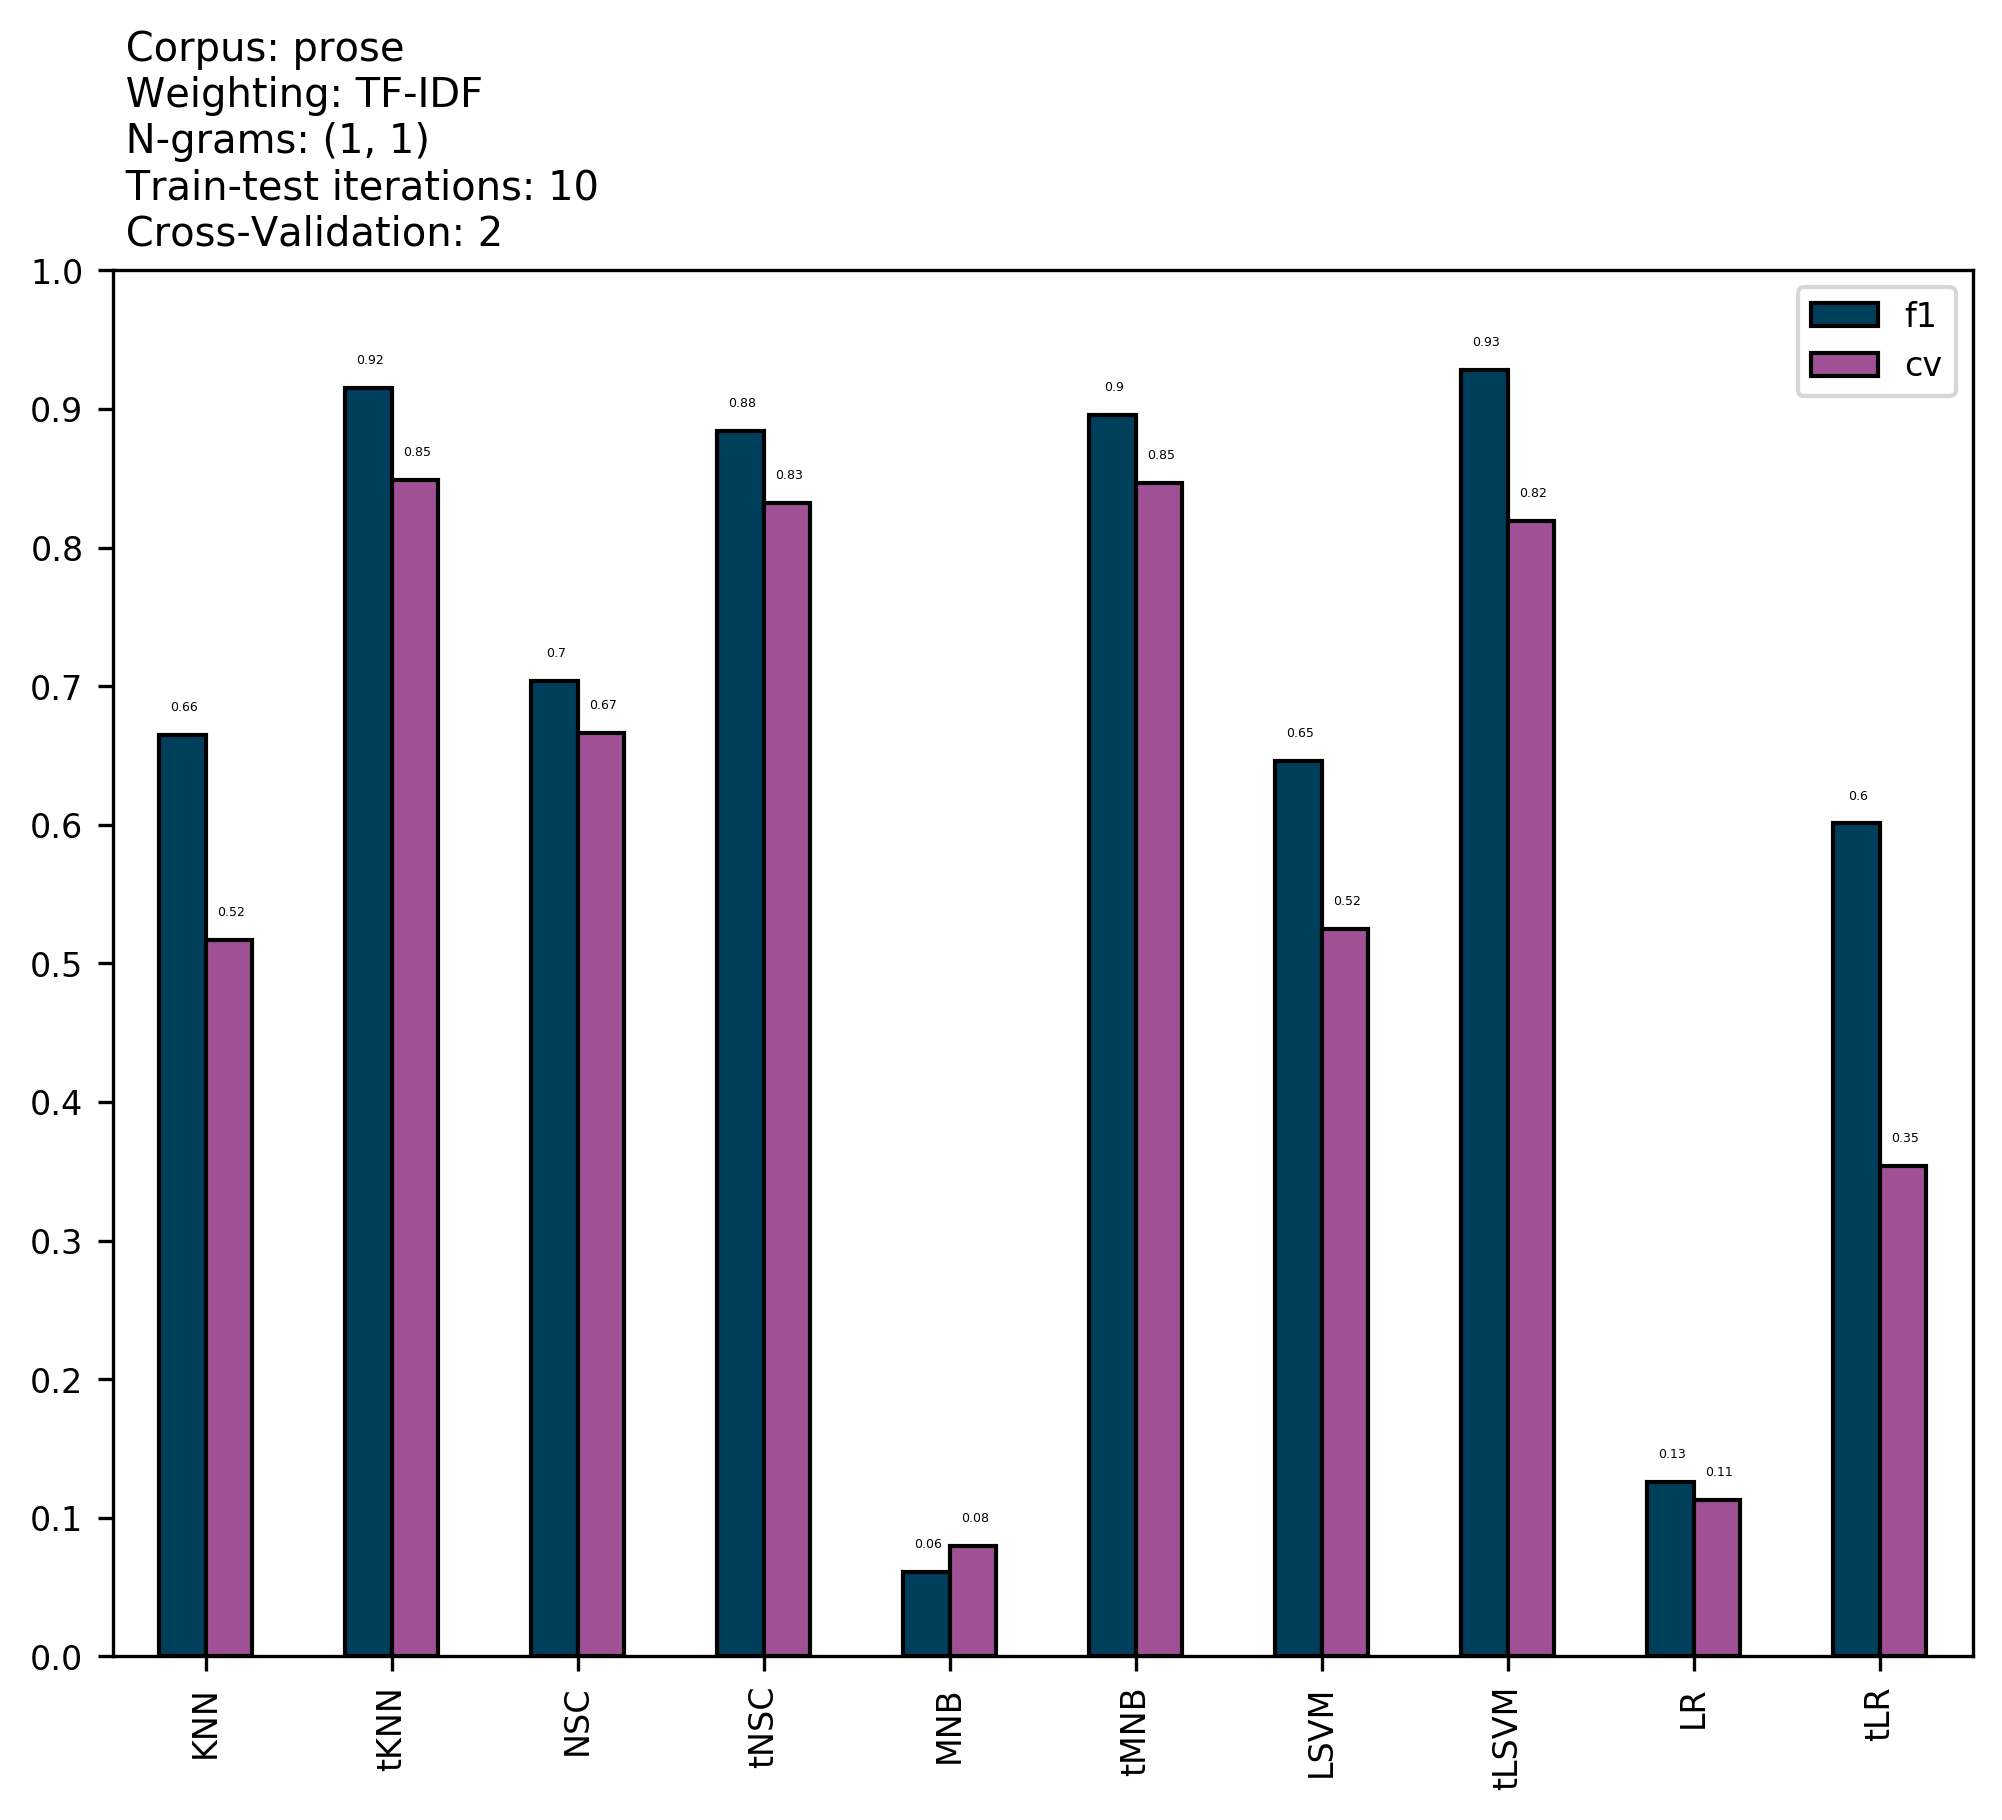 Corpus: prose
Weighting: TF-IDF
N-grams: (1, 1)
Train-test iterations: 10
Cross-Validation: 2
1.0
0.9
0.8
0.7
0.6
0.5
0.4
0.3
0.2
0.1
0.0
f1
cv
0.66
0.52
0.92
0.85
0.7
0.67
0.88
0.83
0.06
0.08
0.9
0.85
0.65
0.52
0.93
0.82
0.13
0.11
0.6
0.35
KNN
tKNN
NSC
tNSC
MNB
tMNB
LSVM
tLSVM
LR
tLR